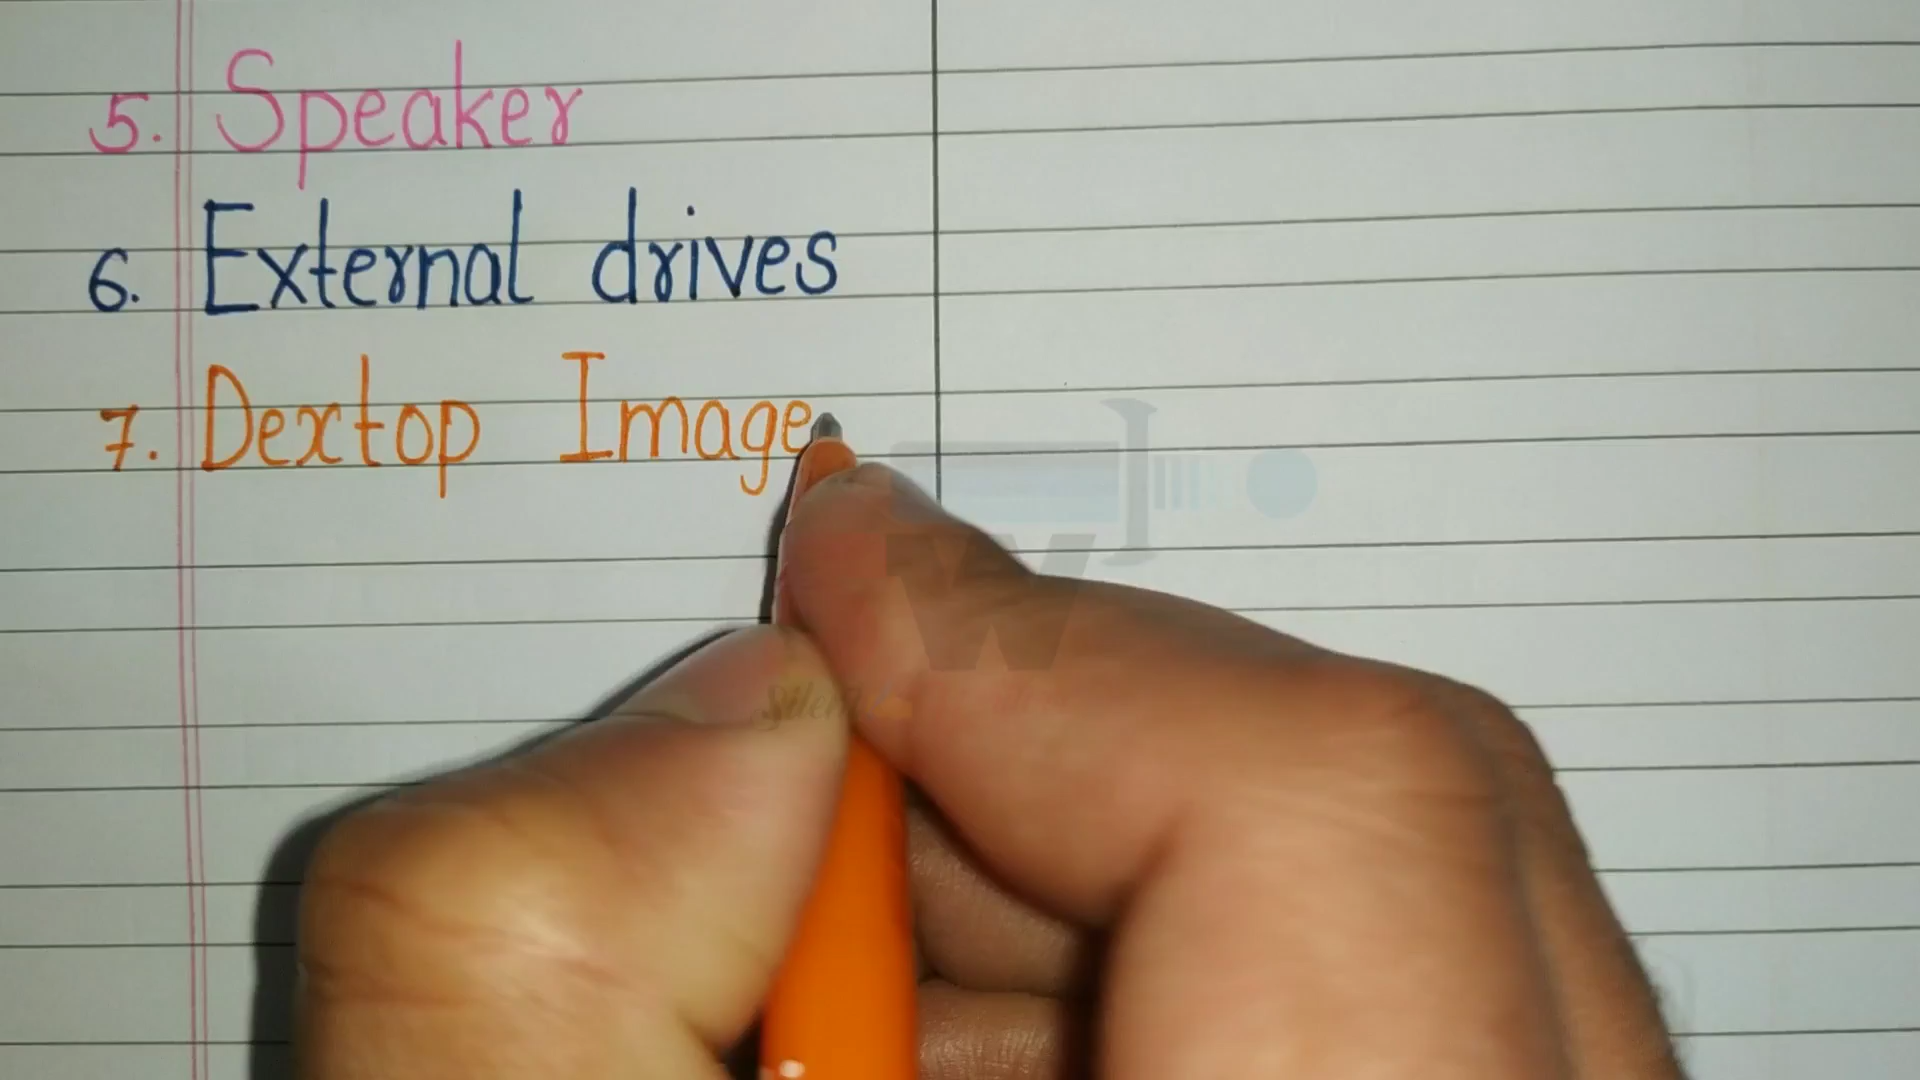 5. Speaker
6. External drives
7. Dextop Image